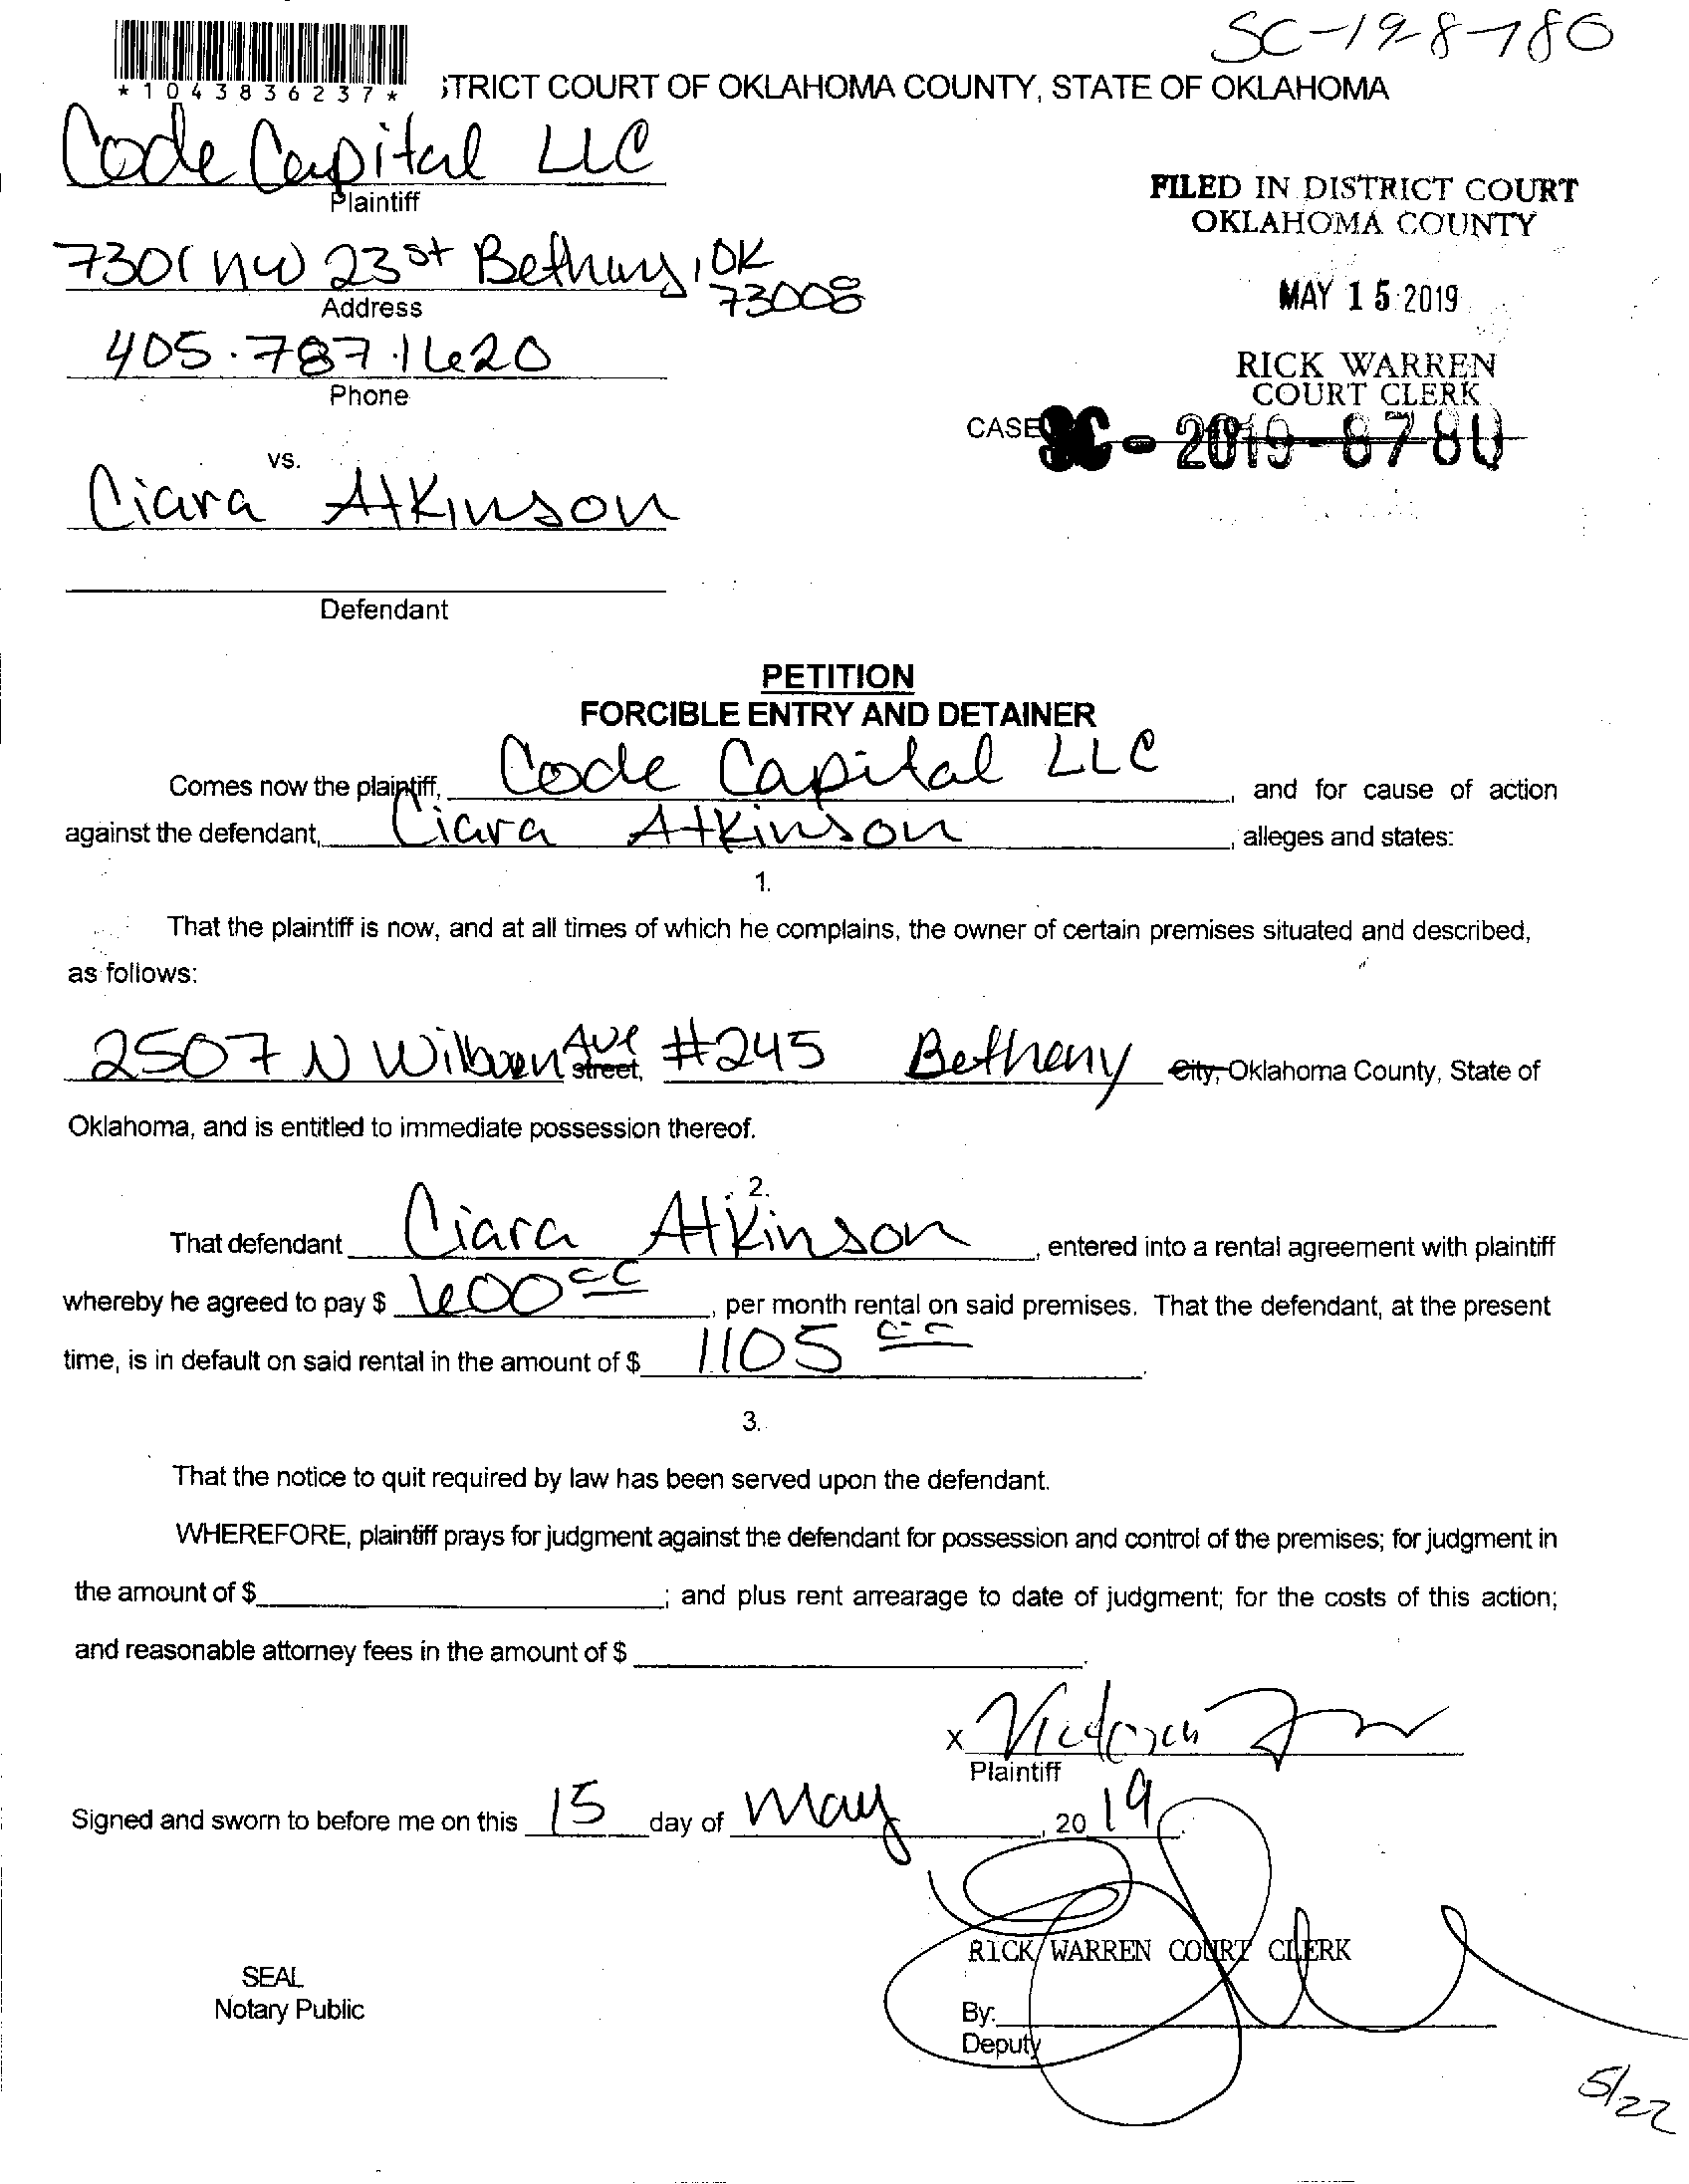 SC-19-8780
*1043836237*
TRICT COURT OF OKLAHOMA COUNTY, STATE OF OKLAHOMA
Code Capital LLC
Plaintiff
FILED IN DISTRICT COURT
OKLAHOMA COUNTY
7301 NW 23st Bethany, OK
73008
Address
MAY 15 2019
405.787.1620
Phone
RICK WARREN
COURT CLERK
CASE SC-2019-8780
vs.
Ciara Atkinson
Defendant
PETITION
FORCIBLE ENTRY AND DETAINER
Comes now the plaintiff, Code Capital LLC, and for cause of action
against the defendant, Ciara Atkinson, alleges and states:
1.
That the plaintiff is now, and at all times of which he complains, the owner of certain premises situated and described,
as follows:
2507 N Wilburn Ave street, #245 Bethany City, Oklahoma County, State of
Oklahoma, and is entitled to immediate possession thereof.
2.
That defendant Ciara Atkinson, entered into a rental agreement with plaintiff
whereby he agreed to pay $ 600, per month rental on said premises. That the defendant, at the present
time, is in default on said rental in the amount of $ 1105.
3.
That the notice to quit required by law has been served upon the defendant.
WHEREFORE, plaintiff prays for judgment against the defendant for possession and control of the premises; for judgment in
the amount of $; and plus rent arrearage to date of judgment; for the costs of this action;
and reasonable attorney fees in the amount of $.
X Victoria
Plaintiff
Signed and sworn to before me on this 15 day of May, 2019.
RICK WARREN COURT CLERK
SEAL
Notary Public
By:
Deputy
5/22